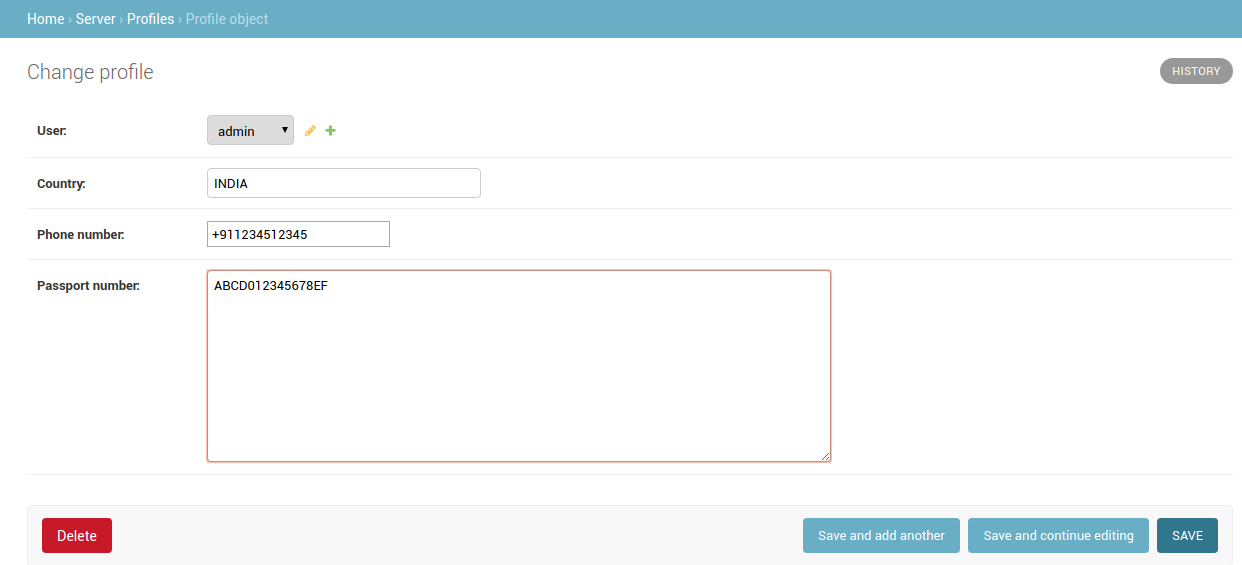 Home › Server › Profiles › Profile object
Change profile
HISTORY
User: admin
Country: INDIA
Phone number: +911234512345
Passport number: ABCD012345678EF
Delete Save and add another Save and continue editing SAVE